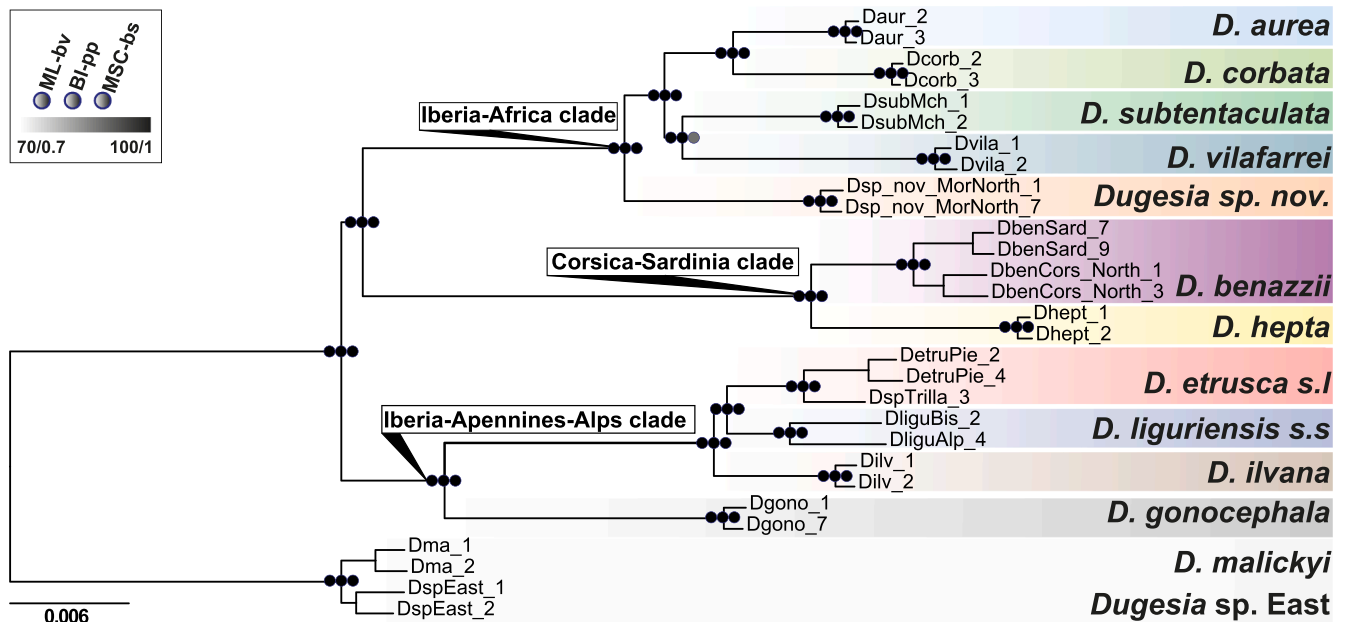 ML-bv
BI-pp
MSC-bs
70/0.7 100/1
Iberia-Africa clade
Corsica-Sardinia clade
Iberia-Apennines-Alps clade
Daur_2
Daur_3
D. aurea
Dcorb_2
Dcorb_3
D. corbata
DsubMch_1
DsubMch_2
D. subtentaculata
Dvila_1
Dvila_2
D. vilafarrei
Dsp_nov_MorNorth_1
Dsp_nov_MorNorth_7
Dugesia sp. nov.
DbenSard_7
DbenSard_9
DbenCors_North_1
DbenCors_North_3
D. benazzii
Dhept_1
Dhept_2
D. hepta
DetruPie_2
DetruPie_4
DspTrilla_3
D. etrusca s.l
DliguBis_2
DliguAlp_4
D. liguriensis s.s
Dilv_1
Dilv_2
D. ilvana
Dgono_1
Dgono_7
D. gonocephala
Dma_1
Dma_2
D. malickyi
DspEast_1
DspEast_2
Dugesia sp. East
0.006